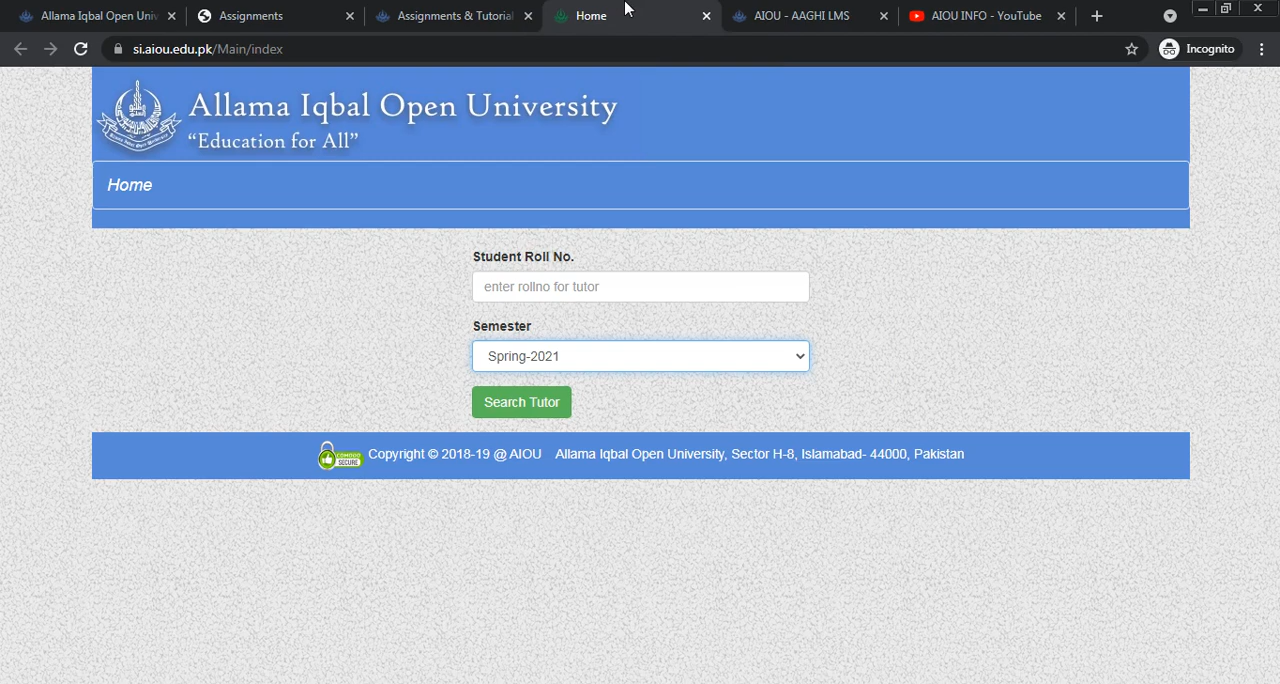 Allama Iqbal Open Univ
Assignments
Assignments & Tutorial
Home
AIOU - AAGHI LMS
AIOU INFO - YouTube
si.aiou.edu.pk/Main/index
Incognito
Allama Iqbal Open University
“Education for All”
Home
Student Roll No.
enter rollno for tutor
Semester
Spring-2021
Search Tutor
COMODO
SECURE
Copyright © 2018-19 @ AIOU Allama Iqbal Open University, Sector H-8, Islamabad- 44000, Pakistan